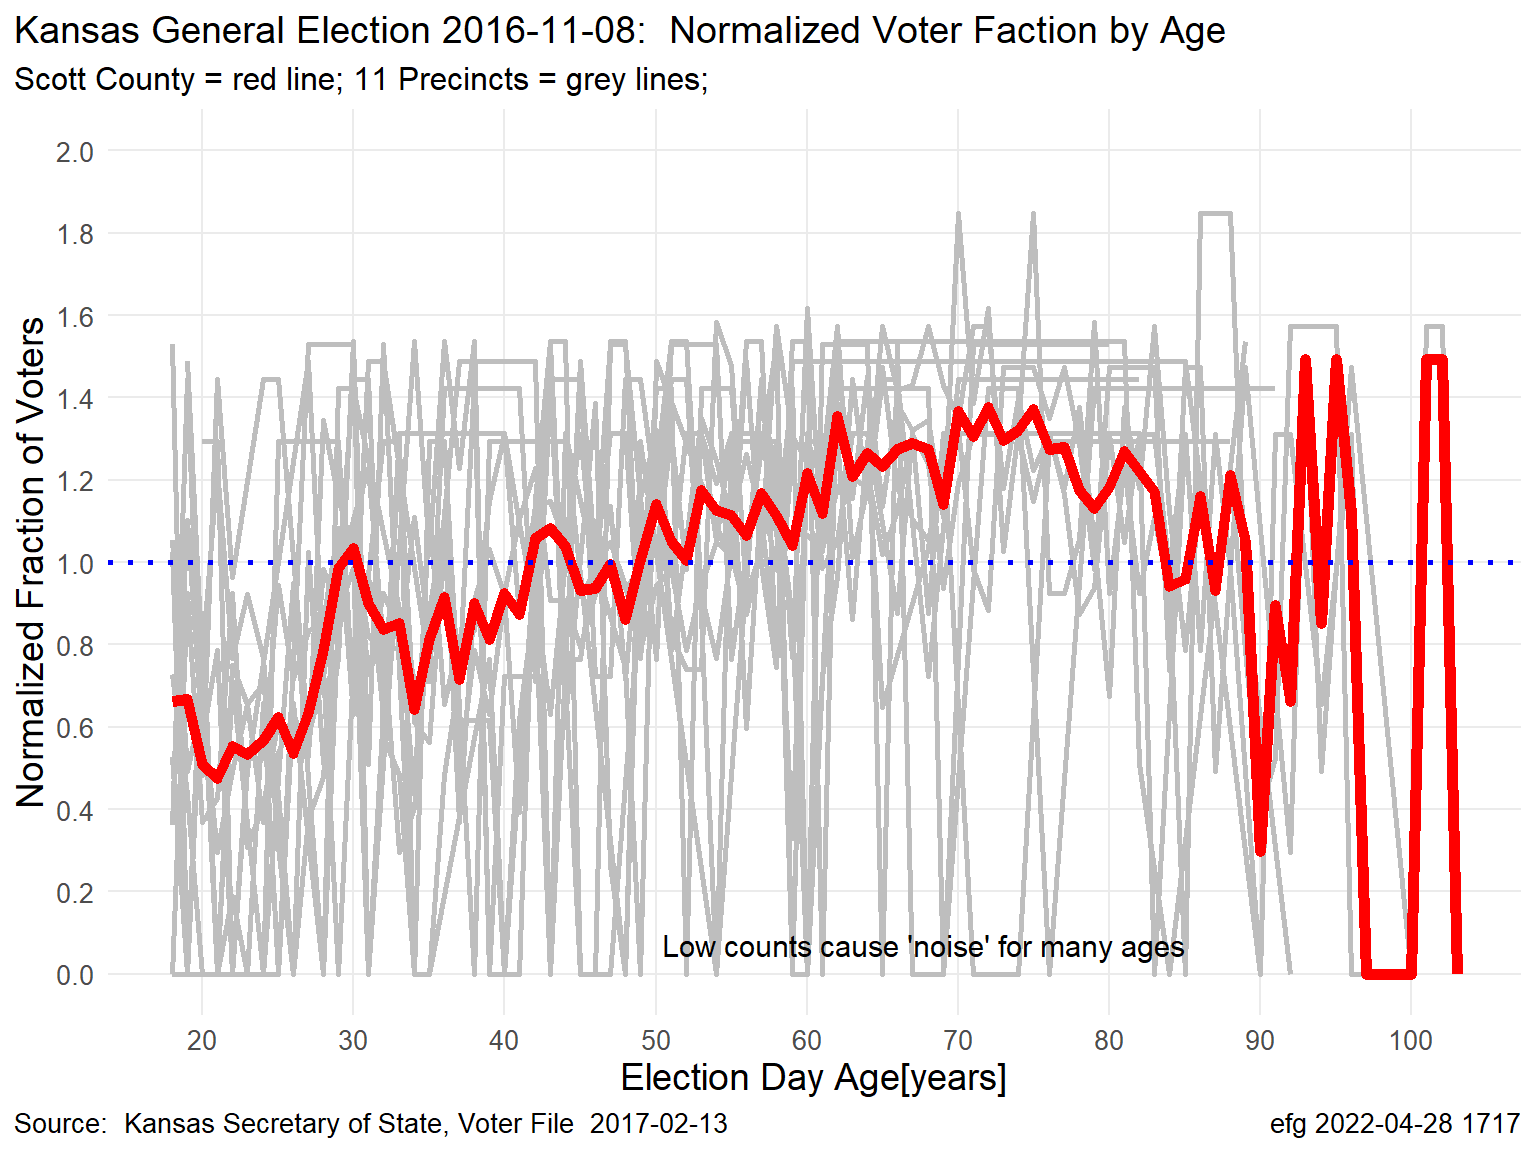 Kansas General Election 2016-11-08:  Normalized Voter Faction by Age
Scott County = red line; 11 Precincts = grey lines;
Normalized Fraction of Voters
2.0
1.8
1.6
1.4
1.2
1.0
0.8
0.6
0.4
0.2
0.0
Low counts cause 'noise' for many ages
20 30 40 50 60 70 80 90 100
Election Day Age[years]
Source:  Kansas Secretary of State, Voter File  2017-02-13
efg 2022-04-28 1717